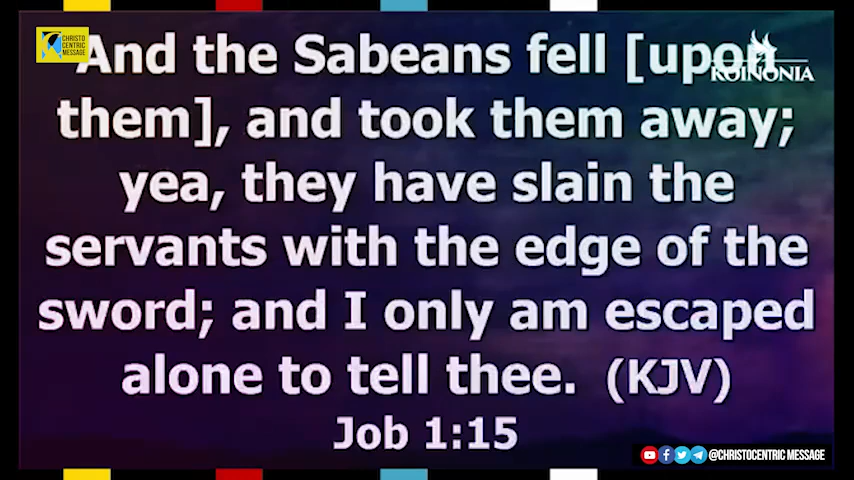 CHRISTO
CENTRIC
MESSAGE
KOINONIA
And the Sabeans fell [upon
them], and took them away;
yea, they have slain the
servants with the edge of the
sword; and I only am escaped
alone to tell thee. (KJV)
Job 1:15
@CHRISTOCENTRIC MESSAGE